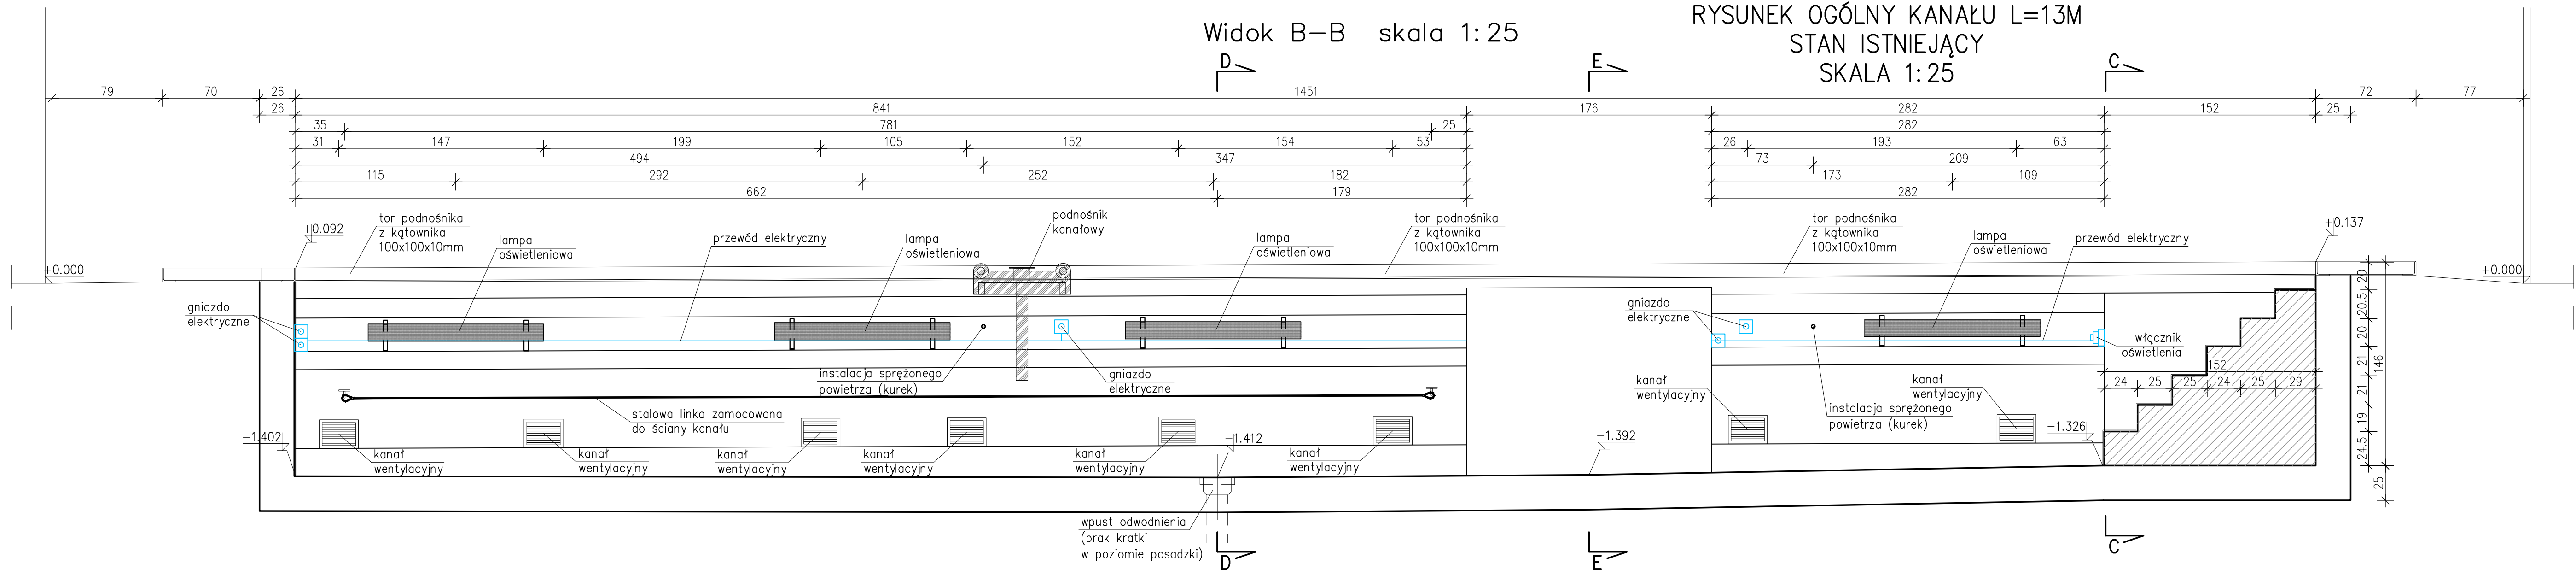 RYSUNEK OGÓLNY KANAŁU L=13M
STAN ISTNIEJĄCY
SKALA 1:25
Widok B-B skala 1:25
D
E
C
79
70
26
1451
72
77
26
841
176
282
152
25
35
781
25
282
31
147
199
105
152
154
53
26
193
63
494
347
73
209
115
292
252
182
173
109
662
179
282
+0.000
+0.092
tor podnośnika
z kątownika
100x100x10mm
lampa
oświetleniowa
przewód elektryczny
lampa
oświetleniowa
podnośnik
kanałowy
lampa
oświetleniowa
tor podnośnika
z kątownika
100x100x10mm
tor podnośnika
z kątownika
100x100x10mm
lampa
oświetleniowa
przewód elektryczny
+0.137
+0.000
gniazdo
elektryczne
gniazdo
elektryczne
włącznik
oświetlenia
instalacja sprężonego
powietrza (kurek)
gniazdo
elektryczne
stalowa linka zamocowana
do ściany kanału
kanał
wentylacyjny
kanał
wentylacyjny
instalacja sprężonego
powietrza (kurek)
152
24
25
25
24
25
29
20
20.5
20
21
21
19
24.5
146
25
-1.402
-1.412
-1.392
-1.326
kanał
wentylacyjny
kanał
wentylacyjny
kanał
wentylacyjny
kanał
wentylacyjny
kanał
wentylacyjny
kanał
wentylacyjny
wpust odwodnienia
(brak kratki
w poziomie posadzki)
D
E
C